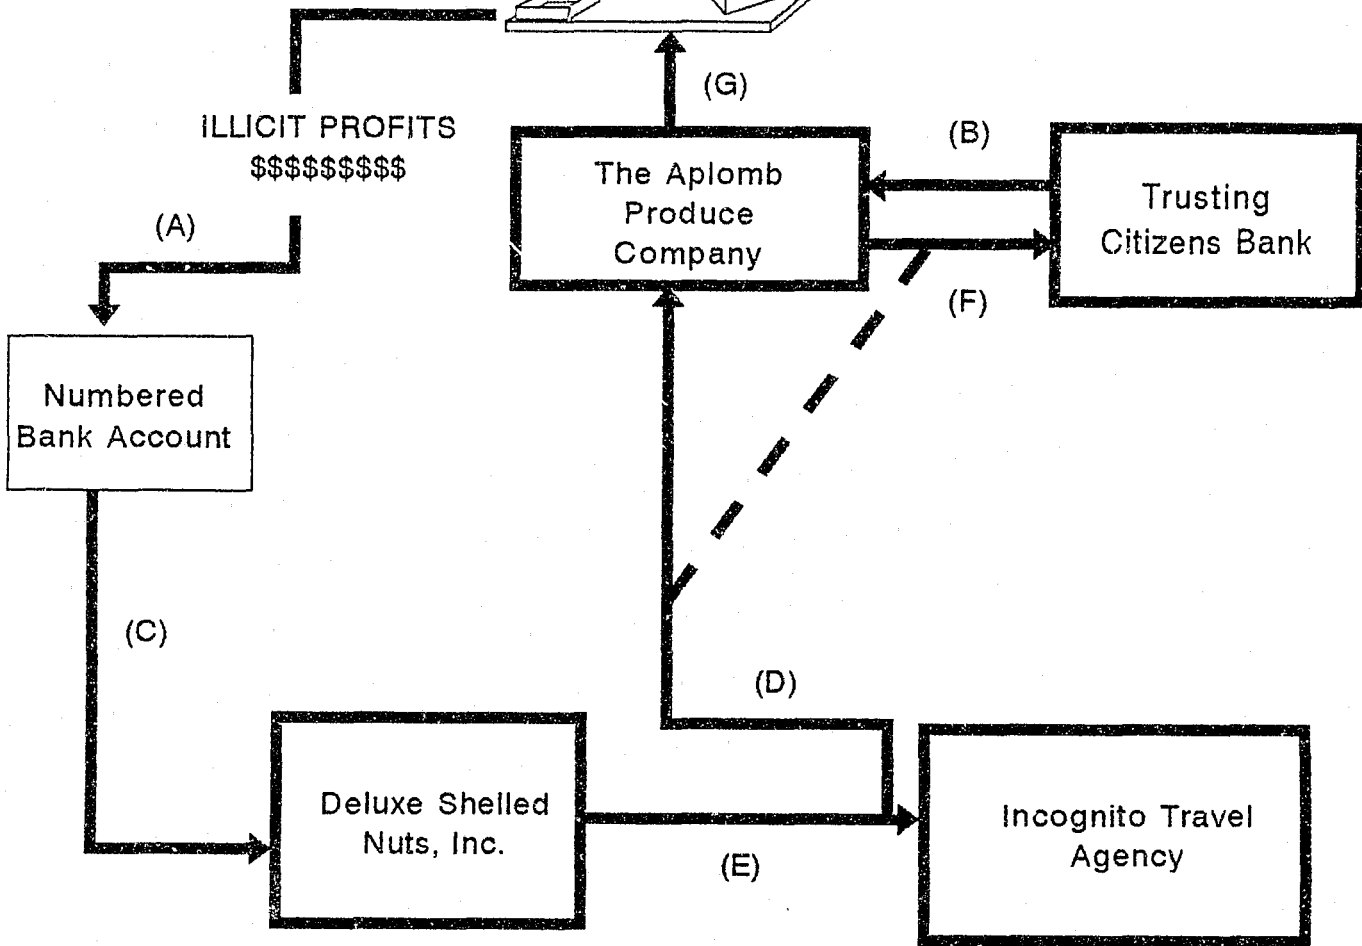 (G)
ILLICIT PROFITS
$$$$$$$$$
(B)
The Aplomb
Produce
Company
Trusting
Citizens Bank
(A)
(F)
Numbered
Bank Account
(C)
(D)
Deluxe Shelled
Nuts, Inc.
Incognito Travel
Agency
(E)